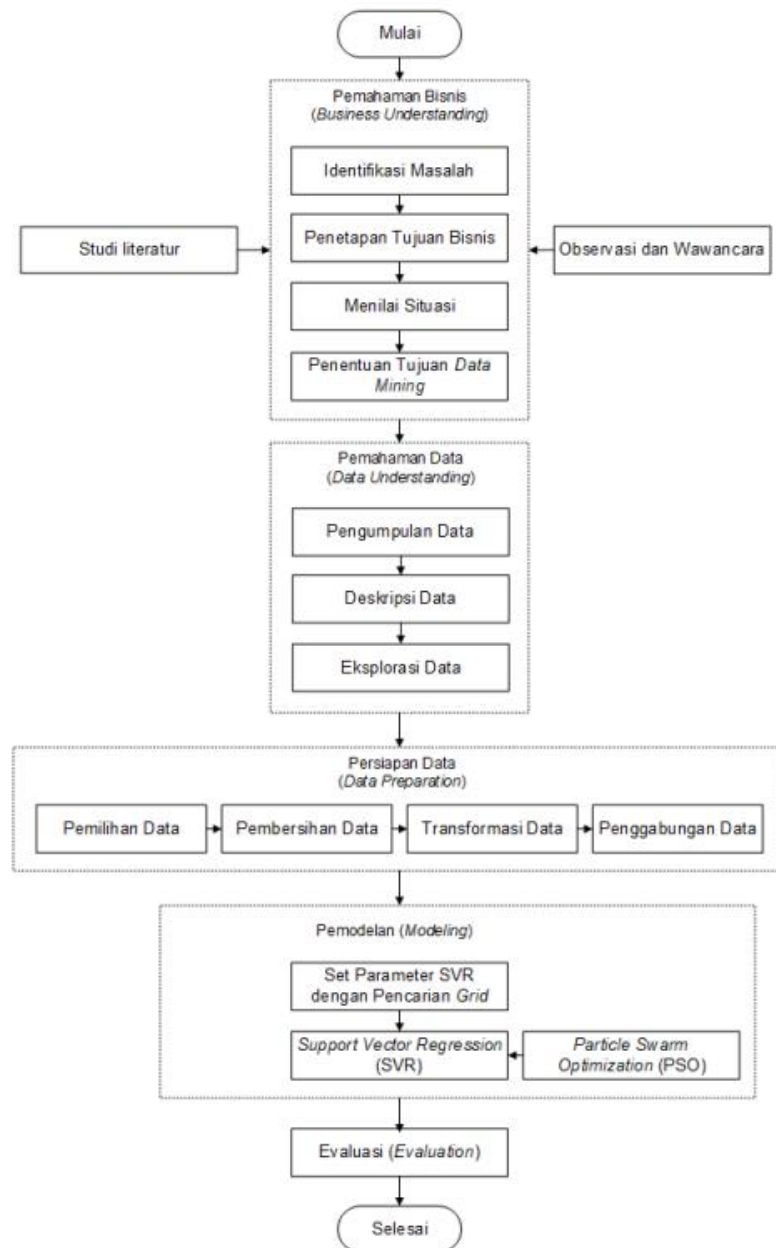 Mulai
Pemahaman Bisnis
(Business Understanding)
Identifikasi Masalah
Studi literatur
Penetapan Tujuan Bisnis
Observasi dan Wawancara
Menilai Situasi
Penentuan Tujuan Data
Mining
Pemahaman Data
(Data Understanding)
Pengumpulan Data
Deskripsi Data
Eksplorasi Data
Persiapan Data
(Data Preparation)
Pemilihan Data
Pembersihan Data
Transformasi Data
Penggabungan Data
Pemodelan (Modeling)
Set Parameter SVR
dengan Pencarian Grid
Support Vector Regression
(SVR)
Particle Swarm
Optimization (PSO)
Evaluasi (Evaluation)
Selesai